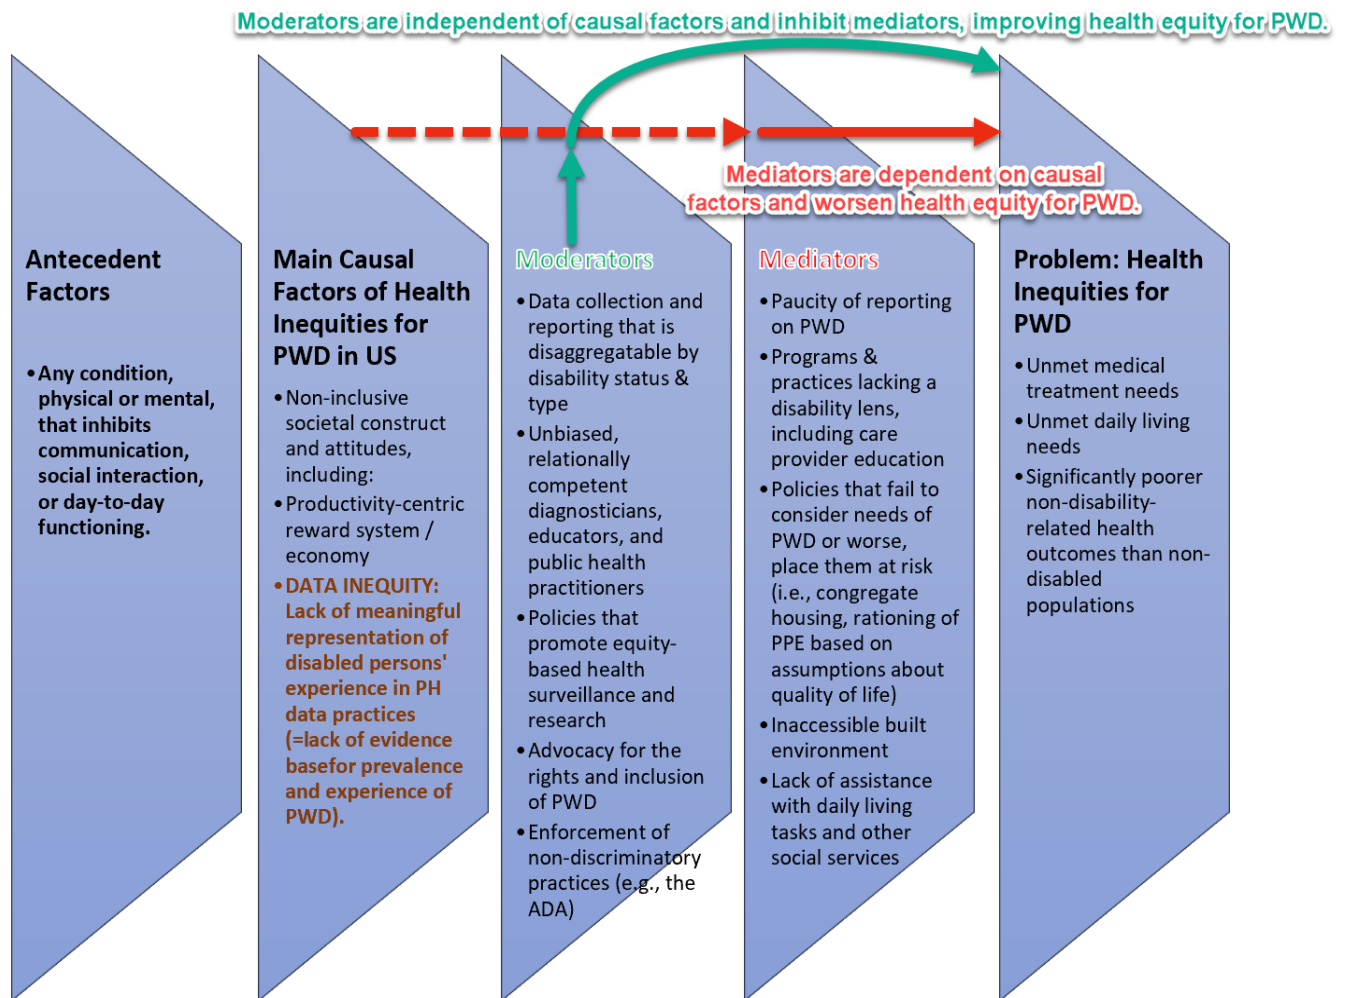 Moderators are independent of causal factors and inhibit mediators, improving health equity for PWD.
Mediators are dependent on causal
factors and worsen health equity for PWD.
Antecedent
Factors
•Any condition,
physical or mental,
that inhibits
communication,
social interaction,
or day-to-day
functioning.
Main Causal
Factors of Health
Inequities for
PWD in US
•Non-inclusive
societal construct
and attitudes,
including:
•Productivity-centric
reward system /
economy
•DATA INEQUITY:
Lack of meaningful
representation of
disabled persons'
experience in PH
data practices
(=lack of evidence
basefor prevalence
and experience of
PWD).
Moderators
•Data collection and
reporting that is
disaggregatable by
disability status &
type
•Unbiased,
relationally
competent
diagnosticians,
educators, and
public health
practitioners
•Policies that
promote equity-
based health
surveillance and
research
•Advocacy for the
rights and inclusion
of PWD
•Enforcement of
non-discriminatory
practices (e.g., the
ADA)
Mediators
•Paucity of reporting
on PWD
•Programs &
practices lacking a
disability lens,
including care
provider education
•Policies that fail to
consider needs of
PWD or worse,
place them at risk
(i.e., congregate
housing, rationing of
PPE based on
assumptions about
quality of life)
•Inaccessible built
environment
•Lack of assistance
with daily living
tasks and other
social services
Problem: Health
Inequities for
PWD
•Unmet medical
treatment needs
•Unmet daily living
needs
•Significantly poorer
non-disability-
related health
outcomes than non-
disabled
populations